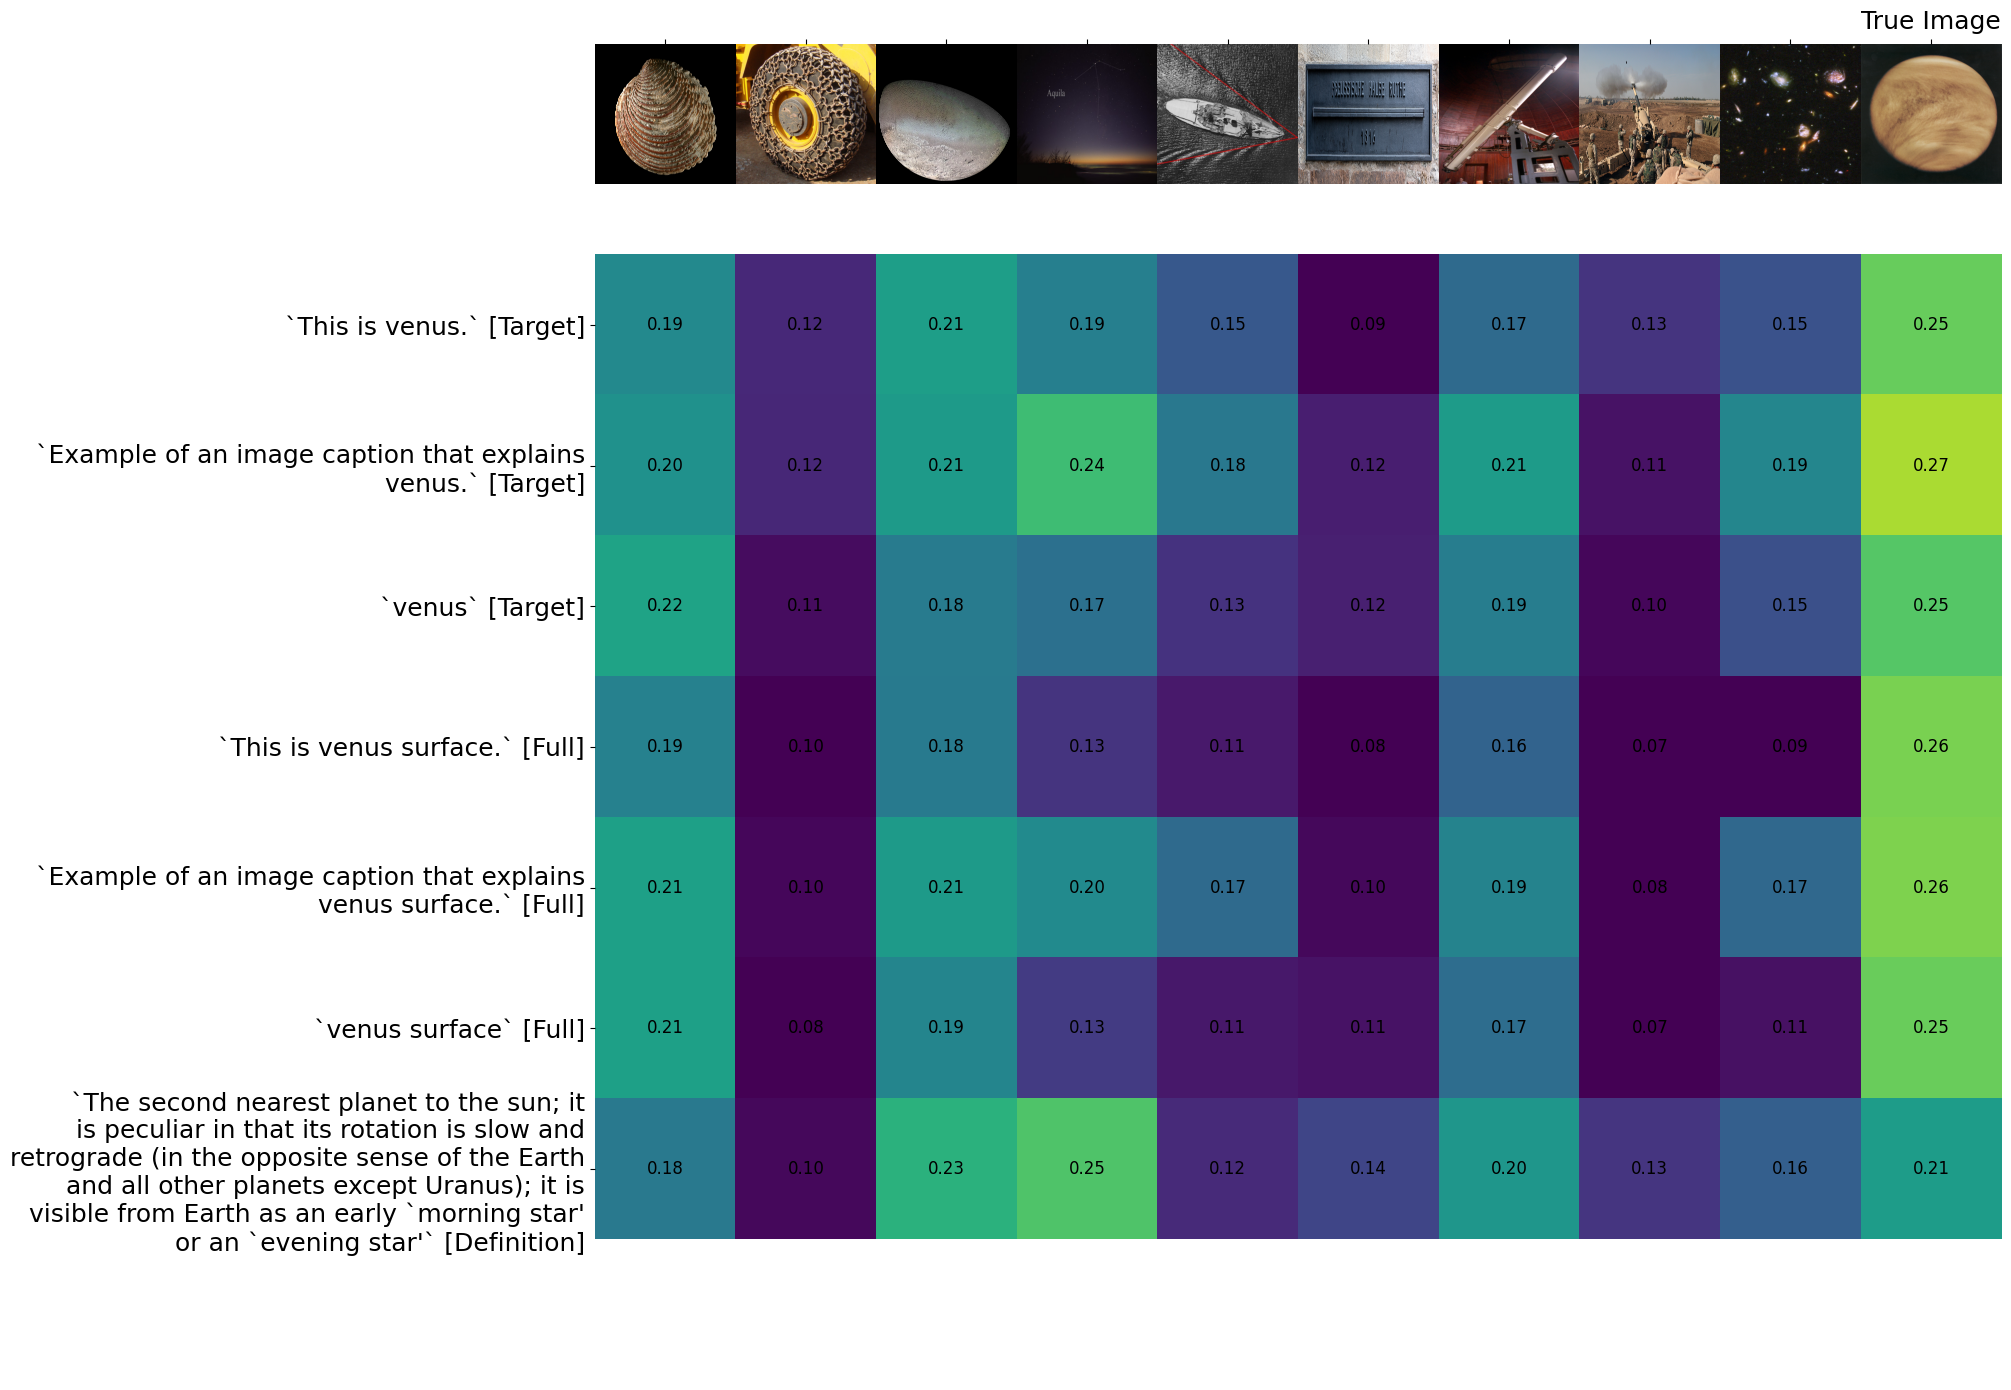 True Image
Aquila
1816
`This is venus.` [Target]
0.19 0.12 0.21 0.19 0.15 0.09 0.17 0.13 0.15 0.25
`Example of an image caption that explains
venus.` [Target]
0.20 0.12 0.21 0.24 0.18 0.12 0.21 0.11 0.19 0.27
`venus` [Target]
0.22 0.11 0.18 0.17 0.13 0.12 0.19 0.10 0.15 0.25
`This is venus surface.` [Full]
0.19 0.10 0.18 0.13 0.11 0.08 0.16 0.07 0.09 0.26
`Example of an image caption that explains
venus surface.` [Full]
0.21 0.10 0.21 0.20 0.17 0.10 0.19 0.08 0.17 0.26
`venus surface` [Full]
0.21 0.08 0.19 0.13 0.11 0.11 0.17 0.07 0.11 0.25
`The second nearest planet to the sun; it
is peculiar in that its rotation is slow and
retrograde (in the opposite sense of the Earth
and all other planets except Uranus); it is
visible from Earth as an early `morning star'
or an `evening star'` [Definition]
0.18 0.10 0.23 0.25 0.12 0.14 0.20 0.13 0.16 0.21